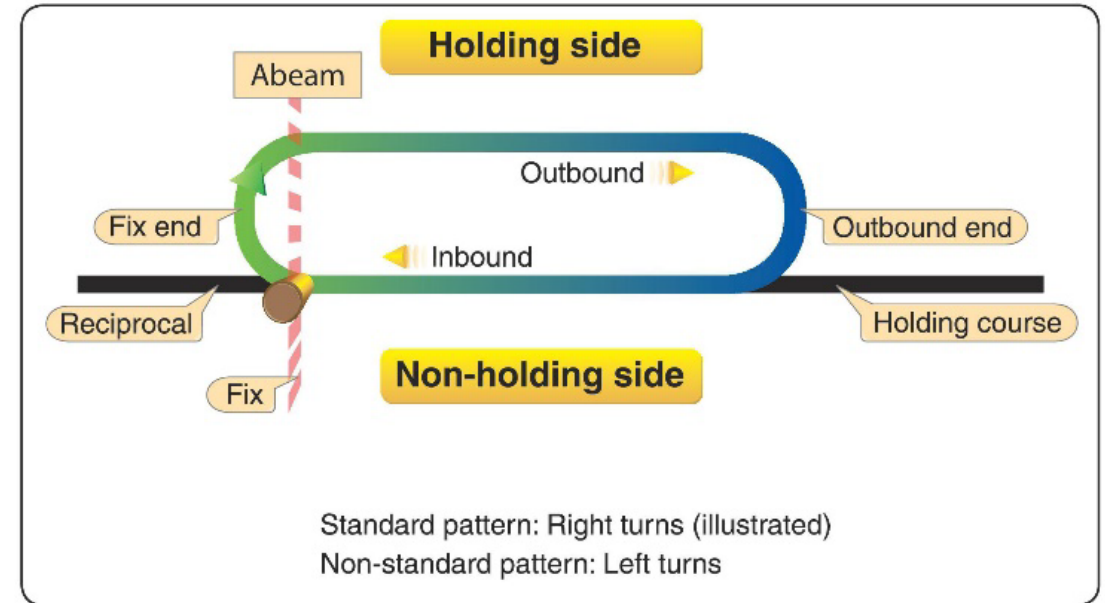 Holding side
Abeam
Outbound
Fix end
Outbound end
Inbound
Reciprocal
Holding course
Non-holding side
Fix
Standard pattern: Right turns (illustrated)
Non-standard pattern: Left turns